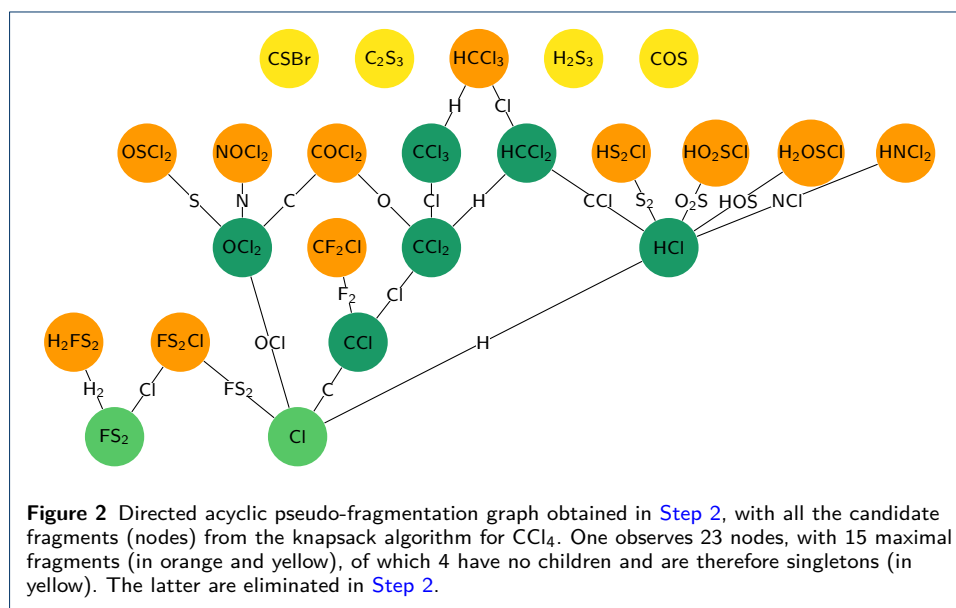 CSBr C₂S₃ HCCl₃ H₂S₃ COS
H Cl
OSCl₂ NOCl₂ COCl₂ CCl₃ HCCl₂ HS₂Cl HO₂SCl H₂OSCl HNCl₂
S N C O Cl H CCl S₂ O₂S HOS NCl
OCl₂ CF₂Cl CCl₂ HCl
F₂ Cl
H₂FS₂ FS₂Cl OCl CCl H
H₂ Cl FS₂ C
FS₂ Cl
Figure 2 Directed acyclic pseudo-fragmentation graph obtained in Step 2, with all the candidate
fragments (nodes) from the knapsack algorithm for CCl₄. One observes 23 nodes, with 15 maximal
fragments (in orange and yellow), of which 4 have no children and are therefore singletons (in
yellow). The latter are eliminated in Step 2.